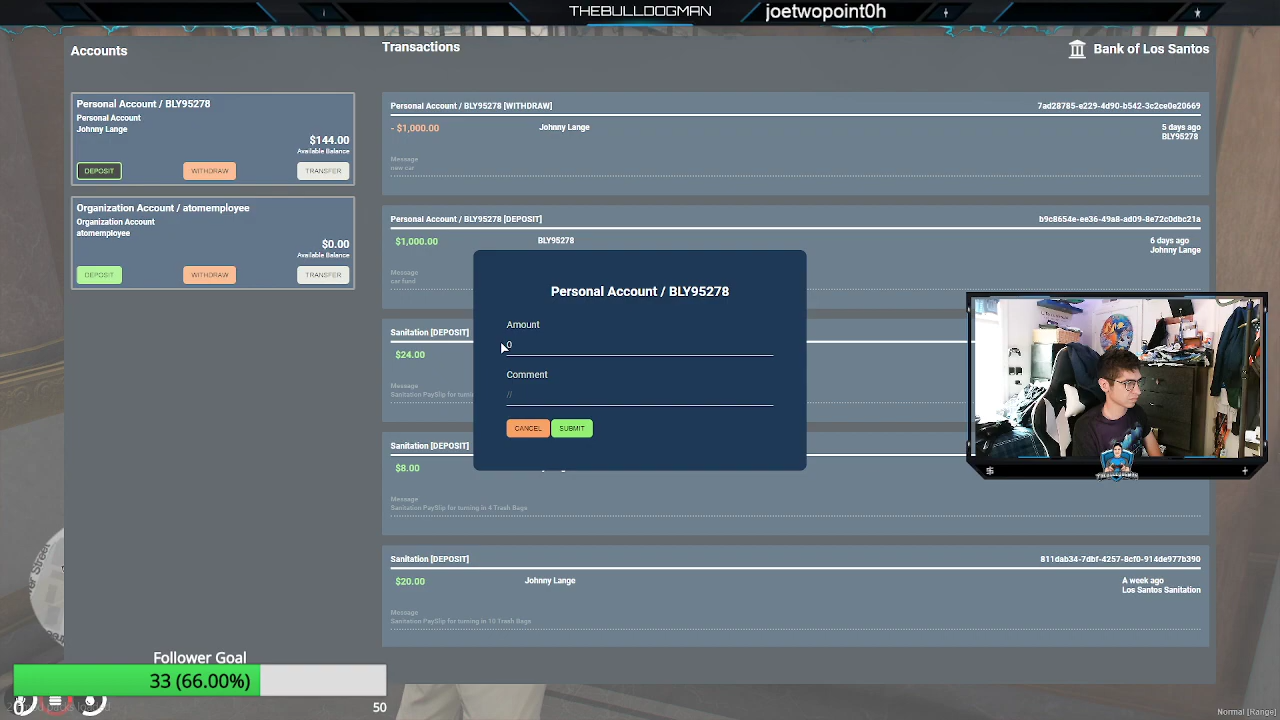 THEBULLDOGMAN
joetwopoint0h
Accounts
Transactions
Bank of Los Santos
Personal Account / BLY95278
Personal Account
Johnny Lange
$144.00
Available Balance
DEPOSIT
WITHDRAW
TRANSFER
Organization Account / atomemployee
Organization Account
atomemployee
$0.00
Available Balance
DEPOSIT
WITHDRAW
TRANSFER
Personal Account / BLY95278 [WITHDRAW]
7ad28785-e229-4d90-b542-3c2ce0e20669
- $1,000.00
Johnny Lange
5 days ago
BLY95278
Message
new car
Personal Account / BLY95278 [DEPOSIT]
b9c8654e-ee36-49a8-ad09-8e72c0dbc21a
$1,000.00
BLY95278
6 days ago
Johnny Lange
Message
car fund
Personal Account / BLY95278
Amount
0
Comment
//
CANCEL
SUBMIT
Sanitation [DEPOSIT]
$24.00
Message
Sanitation PaySlip for
Sanitation [DEPOSIT]
$8.00
Message
Sanitation PaySlip for turning in 4 Trash Bags
Sanitation [DEPOSIT]
811dab34-7dbf-4257-8cf0-914de977b390
$20.00
Johnny Lange
A week ago
Los Santos Sanitation
Message
Sanitation PaySlip for turning in 10 Trash Bags
Follower Goal
33 (66.00%)
50
Normal [Range]